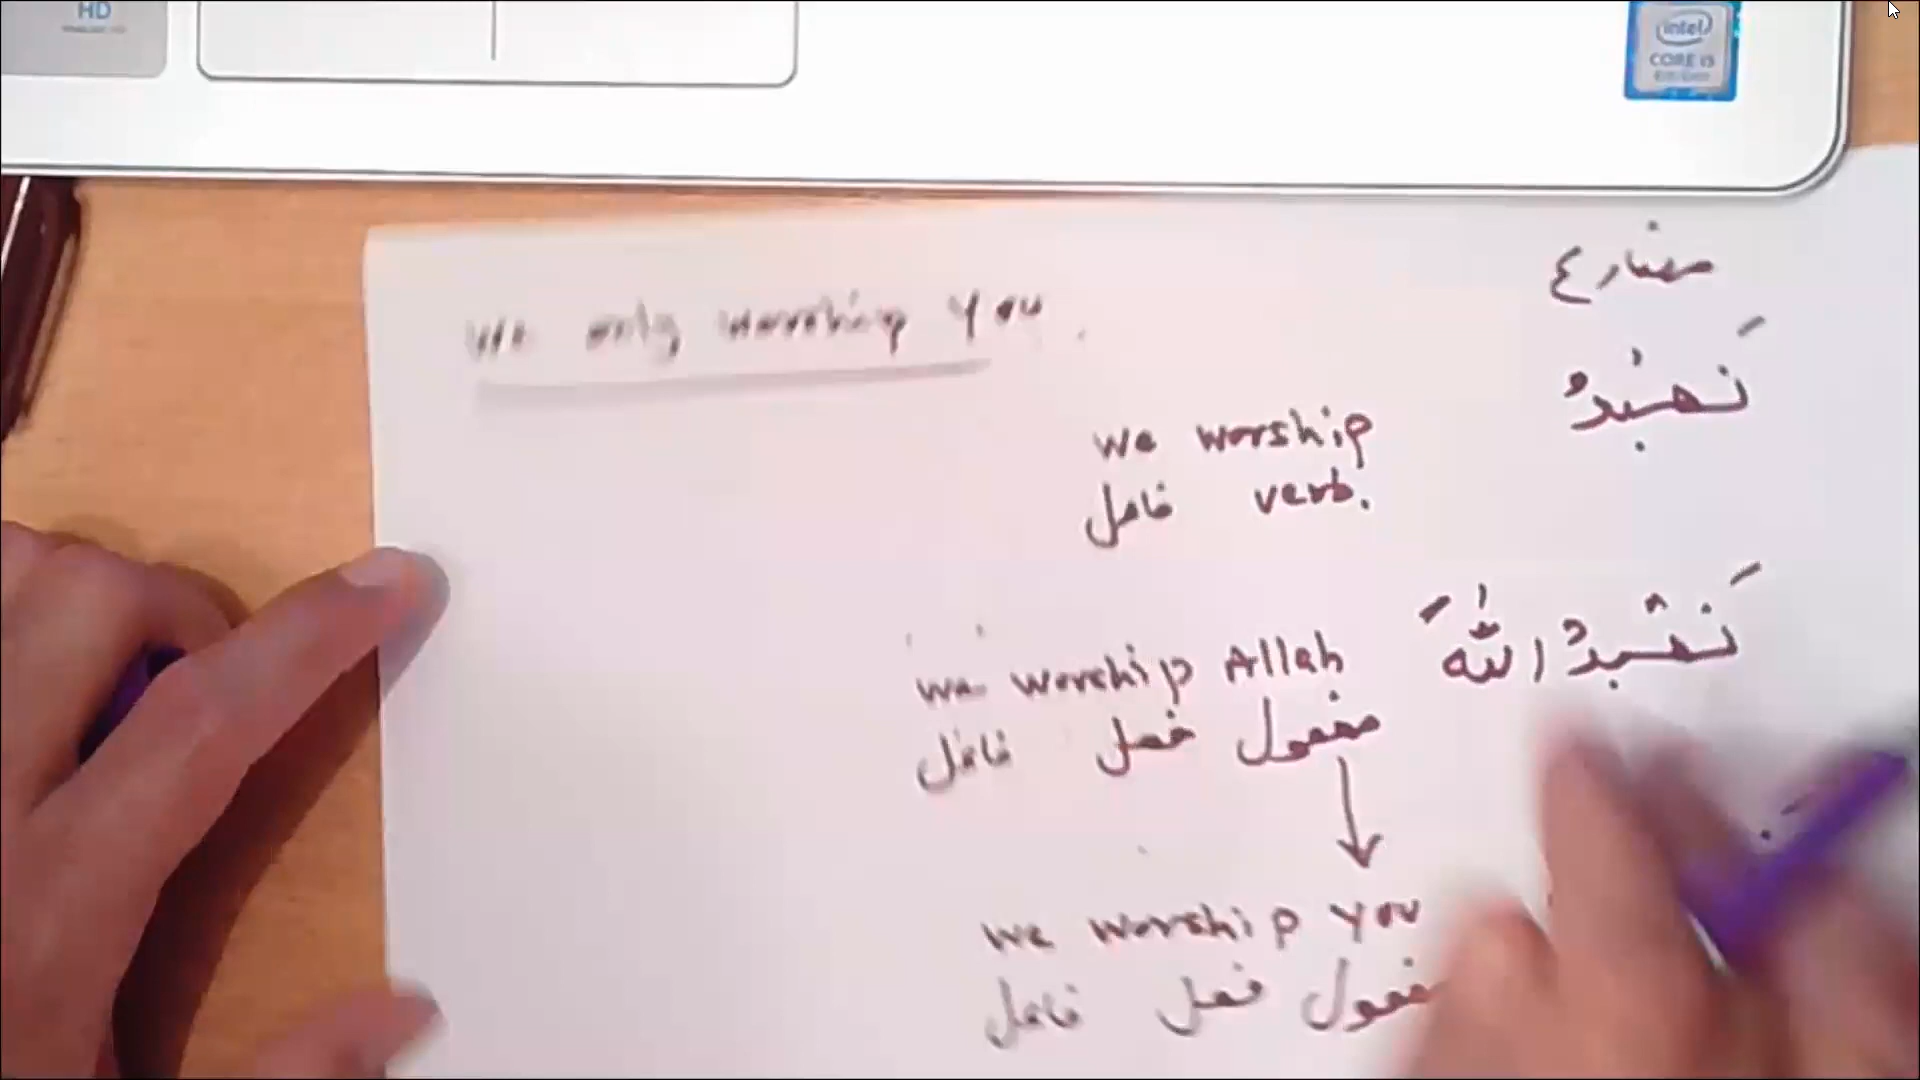 HD
intel
CORE i5
مضارع
we only worship you.
نَعْبُدُ
we worship
فاعل verb.
we worship Allah نَعْبُدُ اللّٰهَ
فاعل فعل مفعول
we worship you
فاعل فعل مفعول